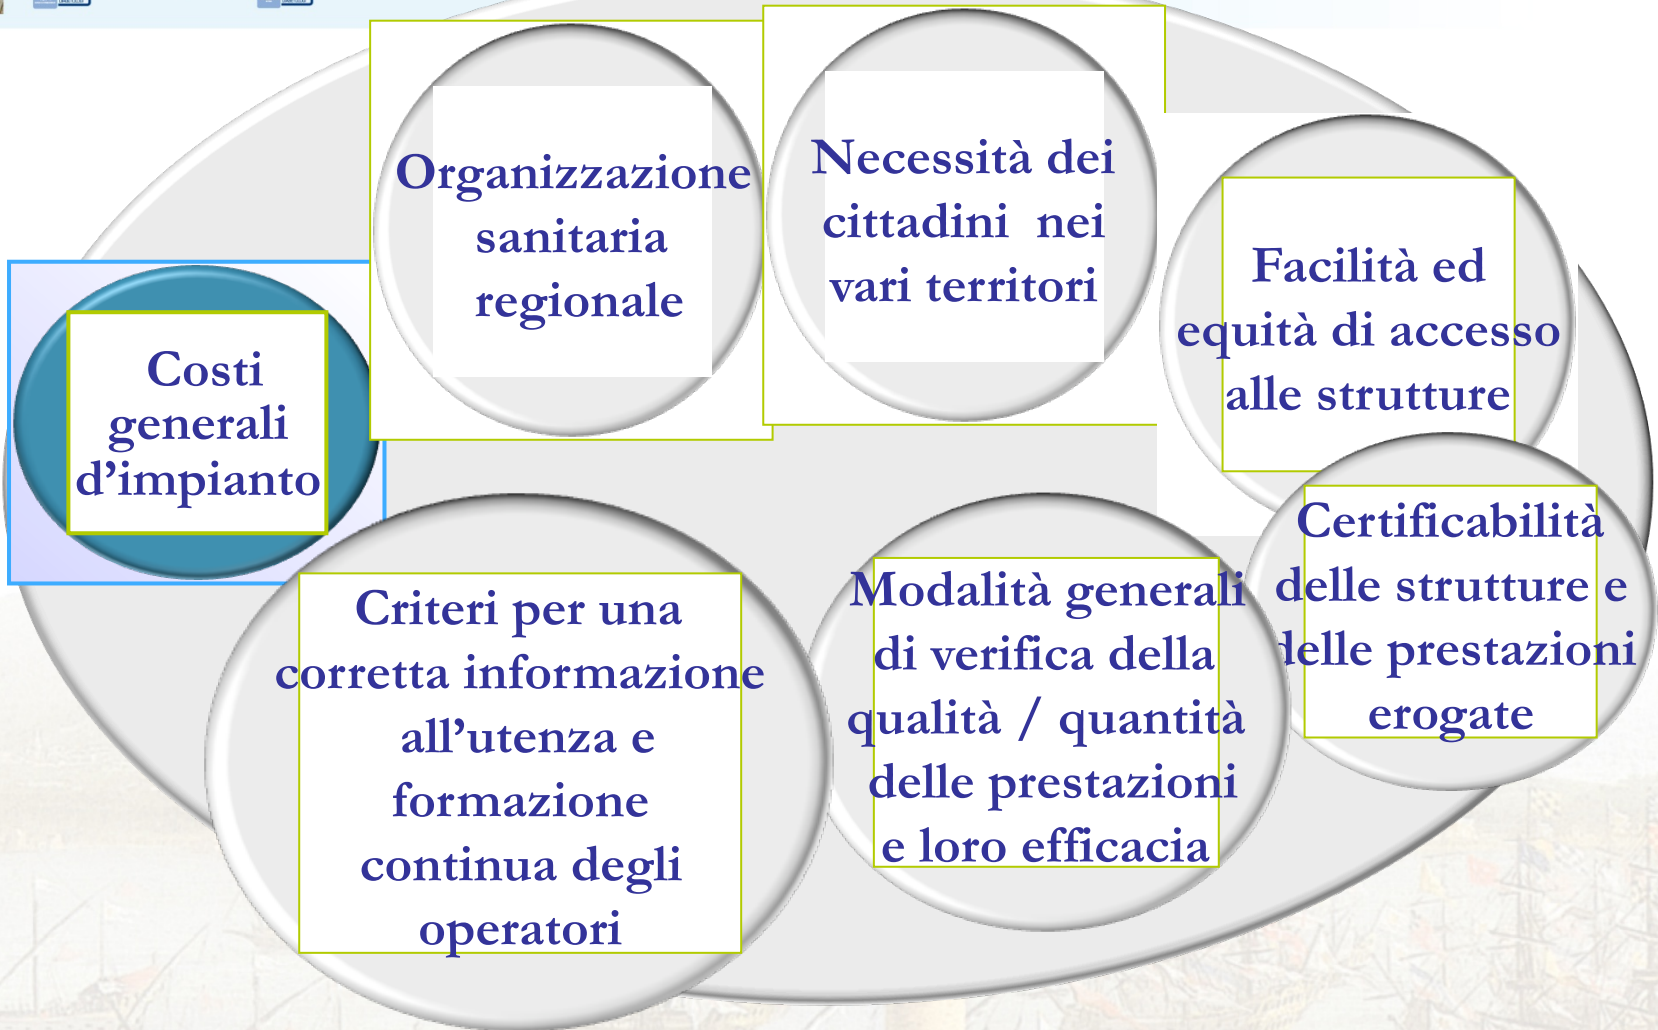 Organizzazione
sanitaria
regionale
Necessità dei
cittadini nei
vari territori
Facilità ed
equità di accesso
alle strutture
Costi
generali
d’impianto
Certificabilità
delle strutture e
delle prestazioni
erogate
Criteri per una
corretta informazione
all’utenza e
formazione
continua degli
operatori
Modalità generali
di verifica della
qualità / quantità
delle prestazioni
e loro efficacia